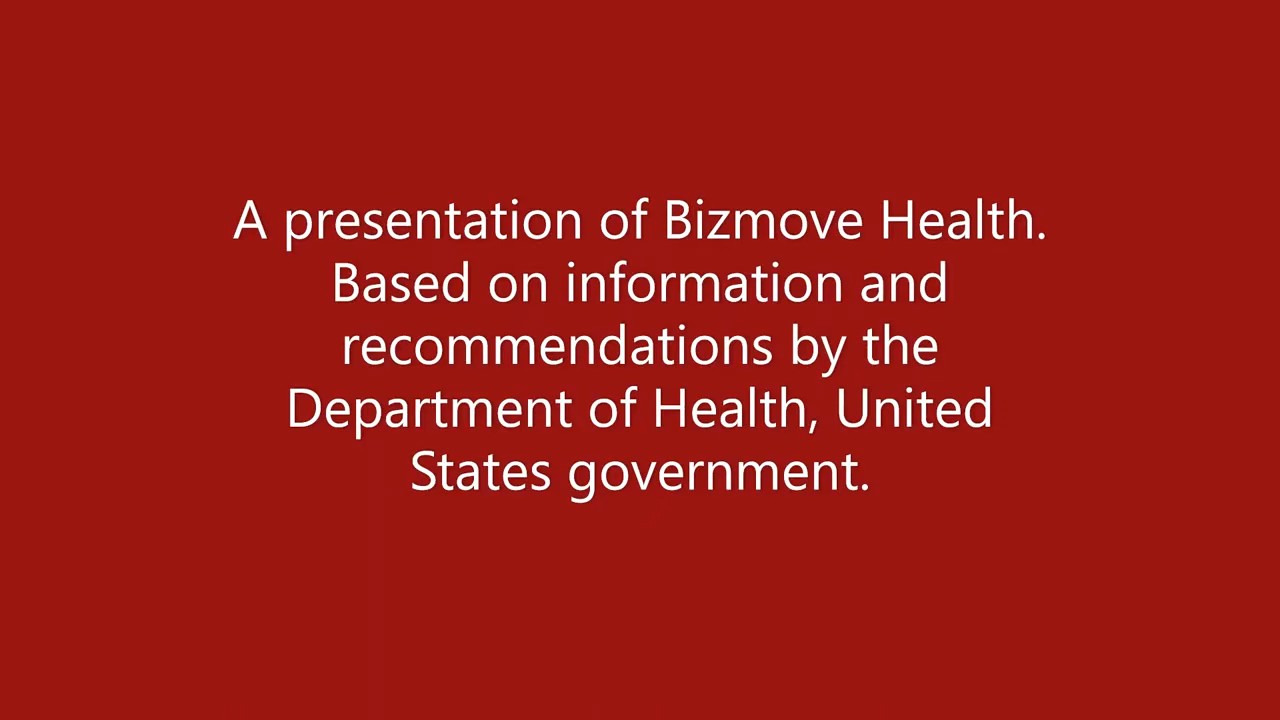 A presentation of Bizmove Health.
Based on information and
recommendations by the
Department of Health, United
States government.